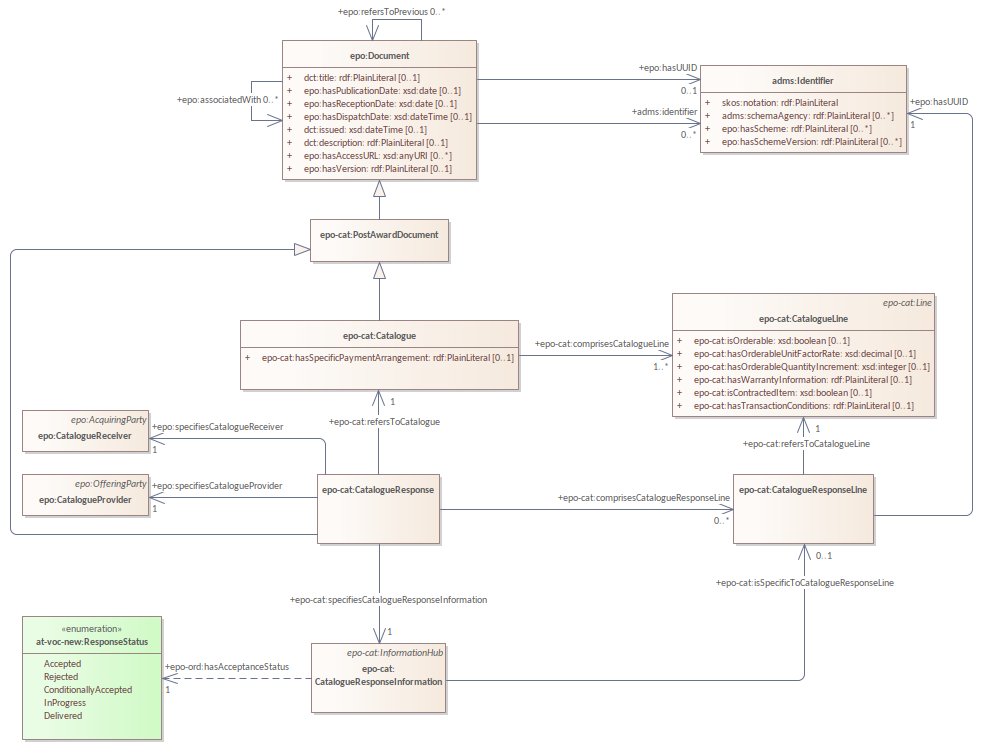 +epo:refersToPrevious 0..*
epo:Document
+ dct:title: rdf:PlainLiteral [0..1]
+ epo:hasPublicationDate: xsd:date [0..1]
+ epo:hasReceptionDate: xsd:date [0..1]
+ epo:hasDispatchDate: xsd:dateTime [0..1]
+ dct:issued: xsd:dateTime [0..1]
+ dct:description: rdf:PlainLiteral [0..1]
+ epo:hasAccessURL: xsd:anyURI [0..*]
+ epo:hasVersion: rdf:PlainLiteral [0..1]
+epo:associatedWith 0..*
+epo:hasUUID
0..1
+adms:identifier
0..*
adms:Identifier
+ skos:notation: rdf:PlainLiteral
+ adms:schemaAgency: rdf:PlainLiteral [0..*]
+ epo:hasScheme: rdf:PlainLiteral [0..*]
+ epo:hasSchemeVersion: rdf:PlainLiteral [0..*]
+epo:hasUUID
1
epo-cat:PostAwardDocument
epo-cat:Catalogue
+ epo-cat:hasSpecificPaymentArrangement: rdf:PlainLiteral [0..1]
+epo-cat:comprisesCatalogueLine
1..*
epo-cat:Line
epo-cat:CatalogueLine
+ epo-cat:isOrderable: xsd:boolean [0..1]
+ epo-cat:hasOrderableUnitFactorRate: xsd:decimal [0..1]
+ epo-cat:hasOrderableQuantityIncrement: xsd:integer [0..1]
+ epo-cat:hasWarrantyInformation: rdf:PlainLiteral [0..1]
+ epo-cat:isContractedItem: xsd:boolean [0..1]
+ epo-cat:hasTransactionConditions: rdf:PlainLiteral [0..1]
1
+epo-cat:refersToCatalogue
1
+epo-cat:refersToCatalogueLine
epo:AcquiringParty
epo:CatalogueReceiver
+epo:specifiesCatalogueReceiver
1
epo:OfferingParty
epo:CatalogueProvider
+epo:specifiesCatalogueProvider
1
epo-cat:CatalogueResponse
+epo-cat:comprisesCatalogueResponseLine
0..*
epo-cat:CatalogueResponseLine
0..1
+epo-cat:isSpecificToCatalogueResponseLine
+epo-cat:specifiesCatalogueResponseInformation
1
epo-cat:InformationHub
epo-cat:
CatalogueResponseInformation
+epo-ord:hasAcceptanceStatus
1
«enumeration»
at-voc-new:ResponseStatus
Accepted
Rejected
ConditionallyAccepted
InProgress
Delivered